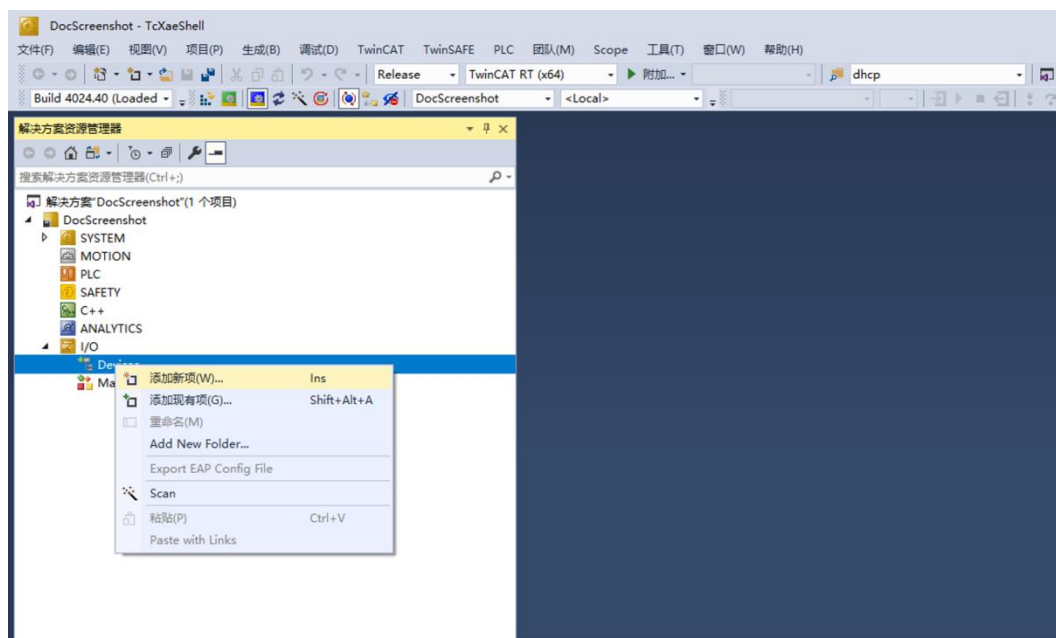 DocScreenshot - TcXaeShell
文件(F) 编辑(E) 视图(V) 项目(P) 生成(B) 调试(D) TwinCAT TwinSAFE PLC 团队(M) Scope 工具(T) 窗口(W) 帮助(H)
Release TwinCAT RT (x64) 附加... dhcp
Build 4024.40 (Loaded DocScreenshot <Local>
解决方案资源管理器
搜索解决方案资源管理器(Ctrl+;)
解决方案"DocScreenshot"(1 个项目)
DocScreenshot
SYSTEM
MOTION
PLC
SAFETY
C++
ANALYTICS
I/O
Devices
Ma
添加新项(W)... Ins
添加现有项(G)... Shift+Alt+A
重命名(M)
Add New Folder...
Export EAP Config File
Scan
粘贴(P) Ctrl+V
Paste with Links